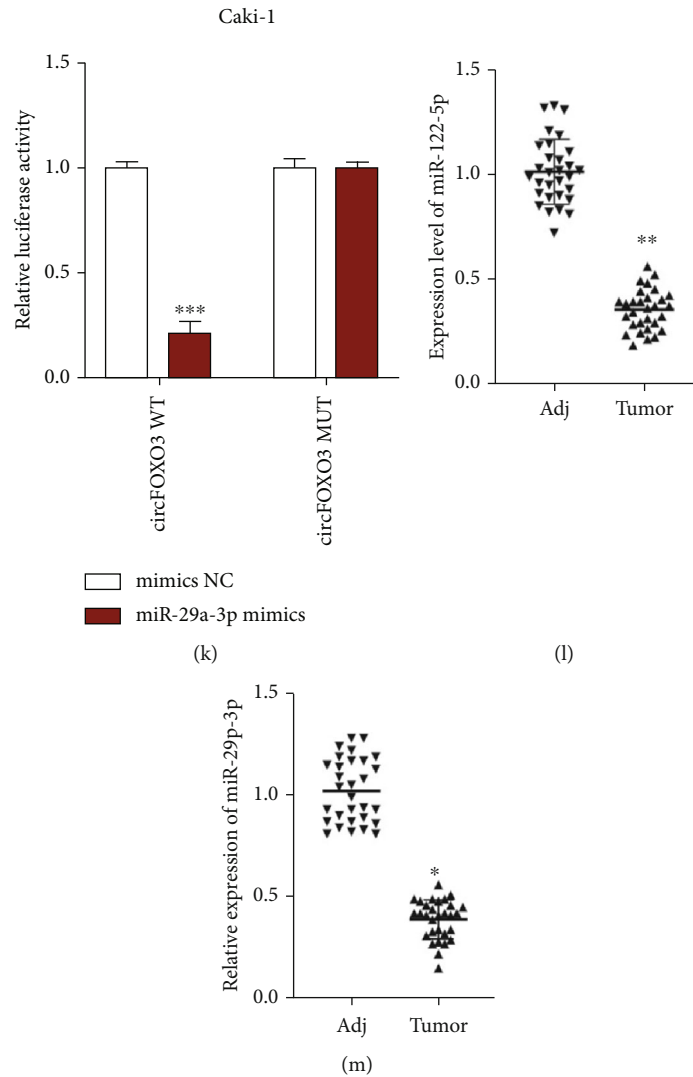 Caki-1
Relative luciferase activity
1.5
1.0
0.5
0.0
***
circFOXO3 WT
circFOXO3 MUT
mimics NC
miR-29a-3p mimics
(k)
Expression level of miR-122-5p
1.5
1.0
0.5
0.0
**
Adj Tumor
(l)
Relative expression of miR-29p-3p
1.5
1.0
0.5
0.0
*
Adj Tumor
(m)